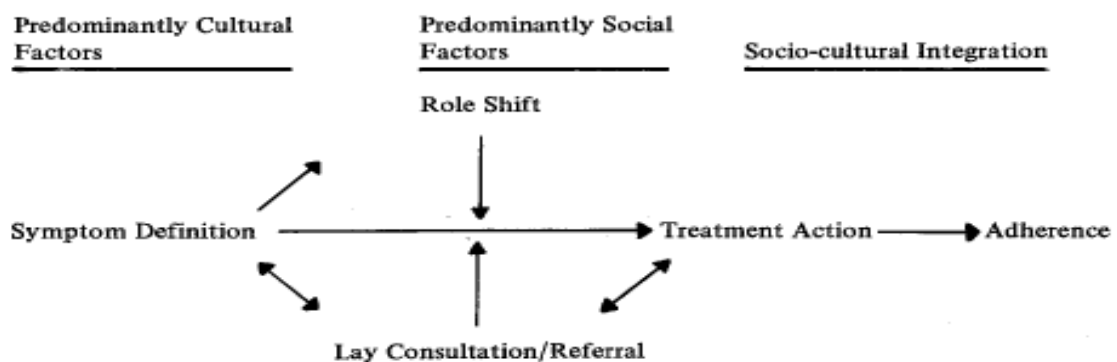 Predominantly Cultural
Factors
Predominantly Social
Factors
Socio-cultural Integration
Role Shift
Symptom Definition
Treatment Action
Adherence
Lay Consultation/Referral